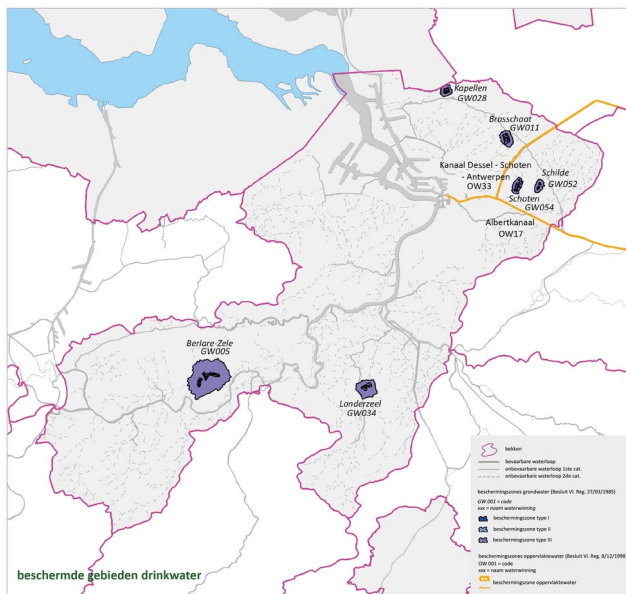 Kapellen
GW028
Brasschaat
GW011
Kanaal Dessel - Schoten
- Antwerpen
OW33
Schilde
GW052
Schoten
GW054
Albertkanaal
OW17
Berlare-Zele
GW005
Londerzeel
GW034
bekken
bevaarbare waterloop
onbevaarbare waterloop 1ste cat.
onbevaarbare waterloop 2de cat.
beschermingszones grondwater (Besluit Vl. Reg. 27/03/1985)
GW 001 = code
xxx = naam waterwinning
beschermingszone type I
beschermingszone type II
beschermingszone type III
beschermingszones oppervlaktewater (Besluit Vl. Reg. 8/12/1998
OW 001 = code
xxx = naam waterwinning
beschermingszone oppervlaktewater
beschermde gebieden drinkwater